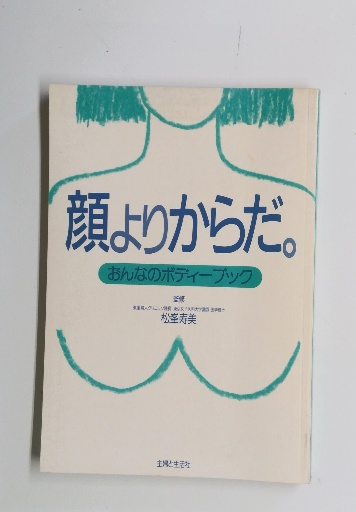 顔よりからだ。
おんなのボディーブック
監修
松峯寿美
主婦と生活社